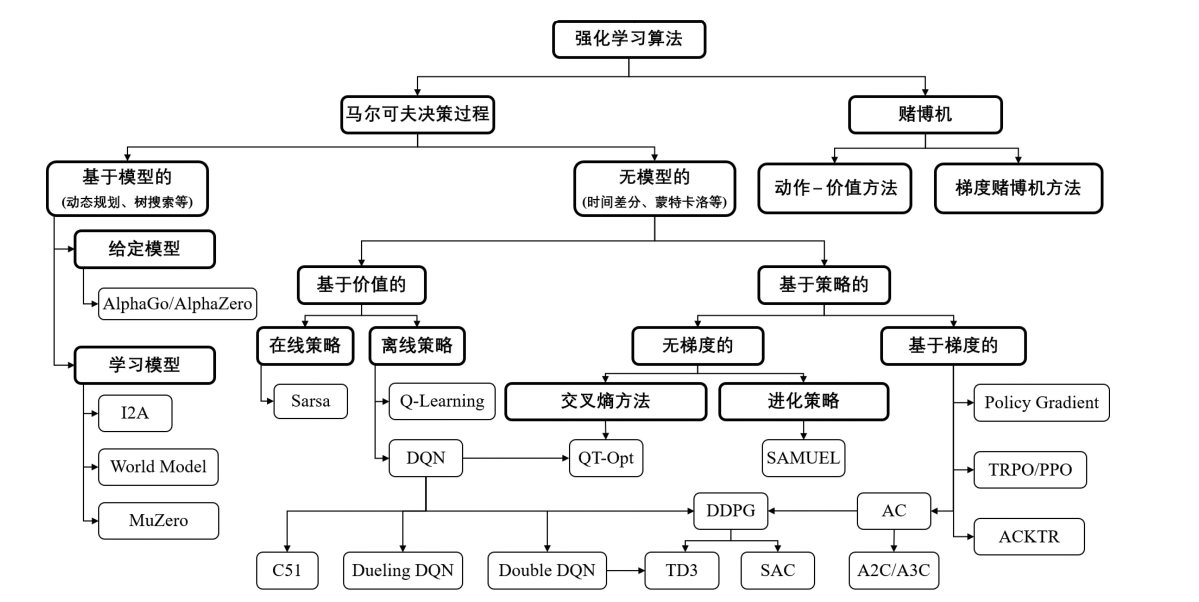 强化学习算法
马尔可夫决策过程
赌博机
基于模型的
(动态规划、树搜索等)
无模型的
(时间差分、蒙特卡洛等)
动作－价值方法
梯度赌博机方法
给定模型
AlphaGo/AlphaZero
基于价值的
基于策略的
在线策略
离线策略
无梯度的
基于梯度的
学习模型
Sarsa
Q-Learning
交叉熵方法
进化策略
Policy Gradient
I2A
DQN
QT-Opt
SAMUEL
World Model
TRPO/PPO
DDPG
AC
MuZero
ACKTR
C51
Dueling DQN
Double DQN
TD3
SAC
A2C/A3C